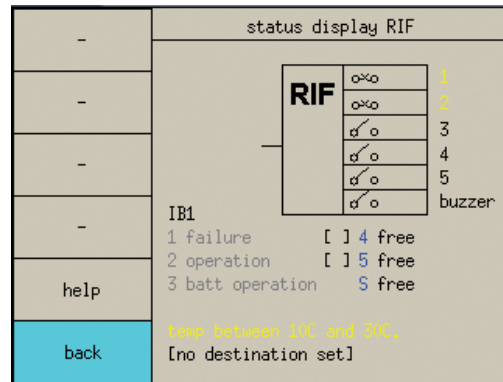 status display RIF
-
-
-
-
help
back
RIF
1
2
3
4
5
buzzer
IB1
1 failure [ ] 4 free
2 operation [ ] 5 free
3 batt operation S free
temp between 10C and 30C.
[no destination set]